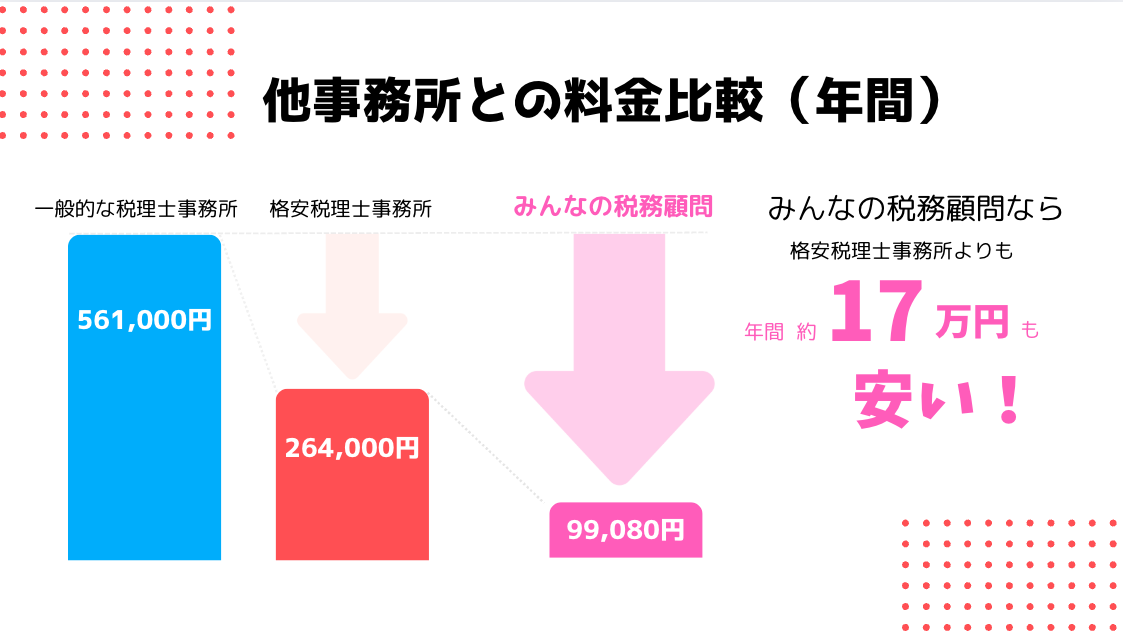 他事務所との料金比較（年間）
一般的な税理士事務所
格安税理士事務所
みんなの税務顧問
561,000円
264,000円
99,080円
みんなの税務顧問なら
格安税理士事務所よりも
年間 約 17 万円 も
安い！